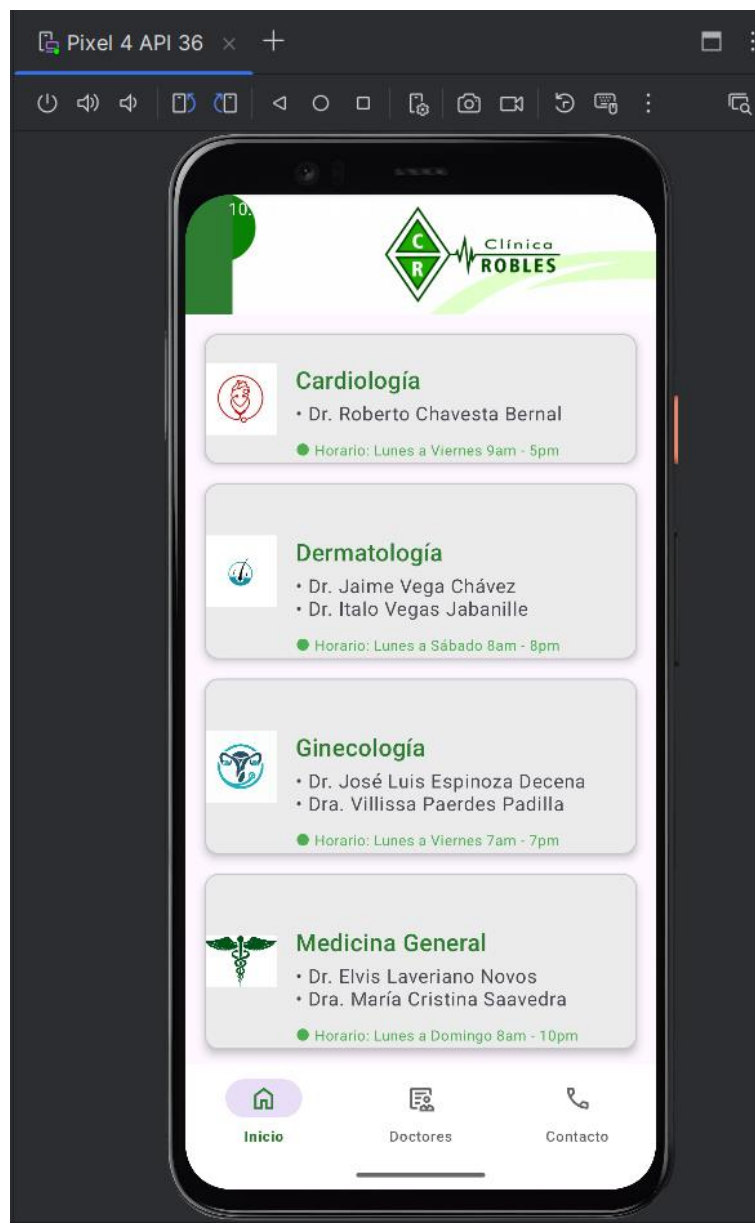 Pixel 4 API 36
10.
C
R
Clínica
ROBLES
Cardiología
• Dr. Roberto Chavesta Bernal
Horario: Lunes a Viernes 9am - 5pm
Dermatología
• Dr. Jaime Vega Chávez
• Dr. Italo Vegas Jabanille
Horario: Lunes a Sábado 8am - 8pm
Ginecología
• Dr. José Luis Espinoza Decena
• Dra. Villissa Paerdes Padilla
Horario: Lunes a Viernes 7am - 7pm
Medicina General
• Dr. Elvis Laveriano Novos
• Dra. María Cristina Saavedra
Horario: Lunes a Domingo 8am - 10pm
Inicio Doctores Contacto